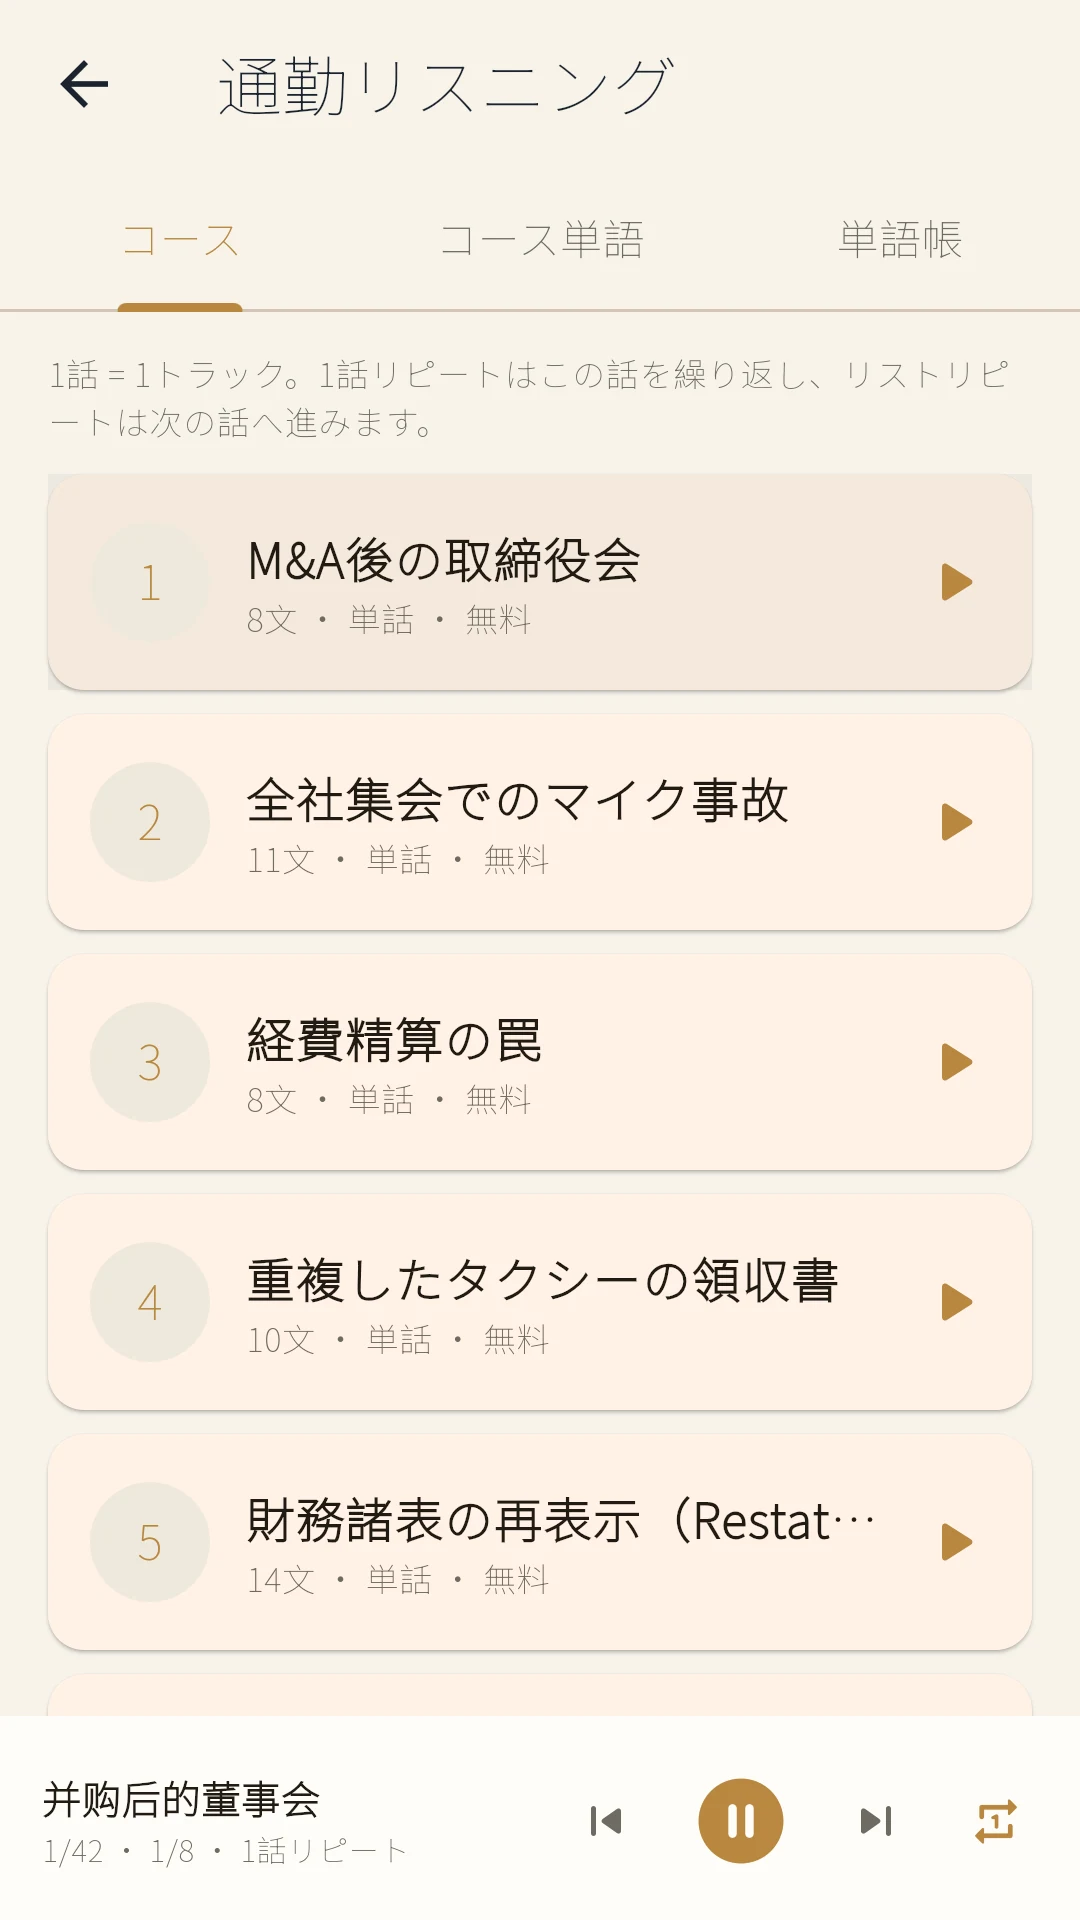 通勤リスニング
コース
コース単語
単語帳
1話 = 1トラック。1話リピートはこの話を繰り返し、リストリピ
ートは次の話へ進みます。
1
M&A後の取締役会
8文 ・ 単話 ・ 無料
2
全社集会でのマイク事故
11文 ・ 単話 ・ 無料
3
経費精算の罠
8文 ・ 単話 ・ 無料
4
重複したタクシーの領収書
10文 ・ 単話 ・ 無料
5
財務諸表の再表示（Restat…
14文 ・ 単話 ・ 無料
并购后的董事会
1/42 ・ 1/8 ・ 1話リピート
1